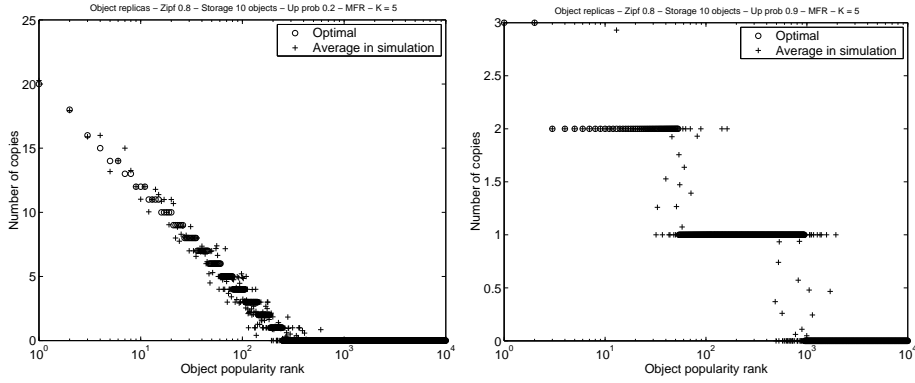 Object replicas – Zipf 0.8 – Storage 10 objects – Up prob 0.2 – MFR – K = 5
25
20
15
10
5
0
Number of copies
Optimal
Average in simulation
10^0
10^1
10^2
10^3
10^4
Object popularity rank
Object replicas – Zipf 0.8 – Storage 10 objects – Up prob 0.9 – MFR – K = 5
3
2.5
2
1.5
1
0.5
0
Number of copies
Optimal
Average in simulation
10^0
10^1
10^2
10^3
10^4
Object popularity rank